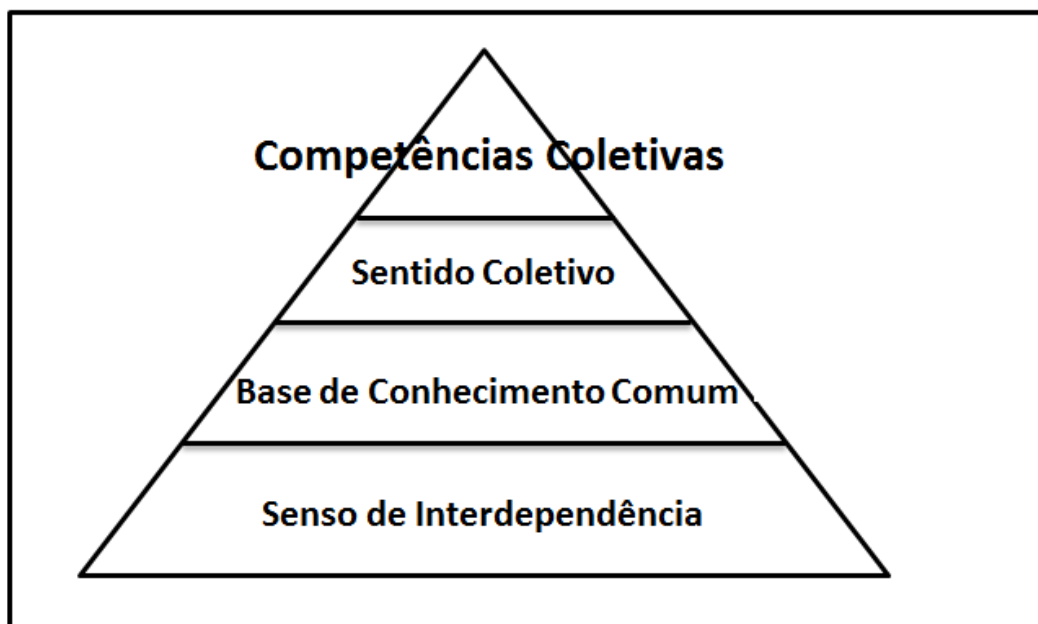 Competências Coletivas
Sentido Coletivo
Base de Conhecimento Comum
Senso de Interdependência